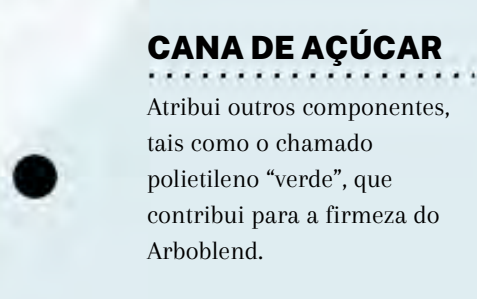 CANA DE AÇÚCAR
Atribui outros componentes,
tais como o chamado
polietileno “verde”, que
contribui para a firmeza do
Arboblend.